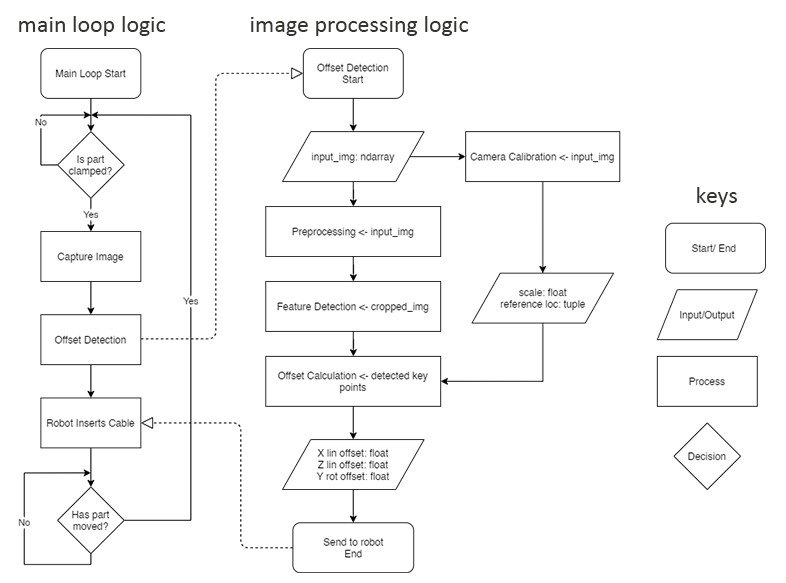 main loop logic
Main Loop Start
No
Is part
clamped?
Yes
Capture Image
Yes
Offset Detection
Robot Inserts Cable
Has part
moved?
No
image processing logic
Offset Detection
Start
input_img: ndarray
Camera Calibration <- input_img
Preprocessing <- input_img
Feature Detection <- cropped_img
scale: float
reference loc: tuple
Offset Calculation <- detected key
points
X lin offset: float
Z lin offset: float
Y rot offset: float
Send to robot
End
keys
Start/ End
Input/Output
Process
Decision